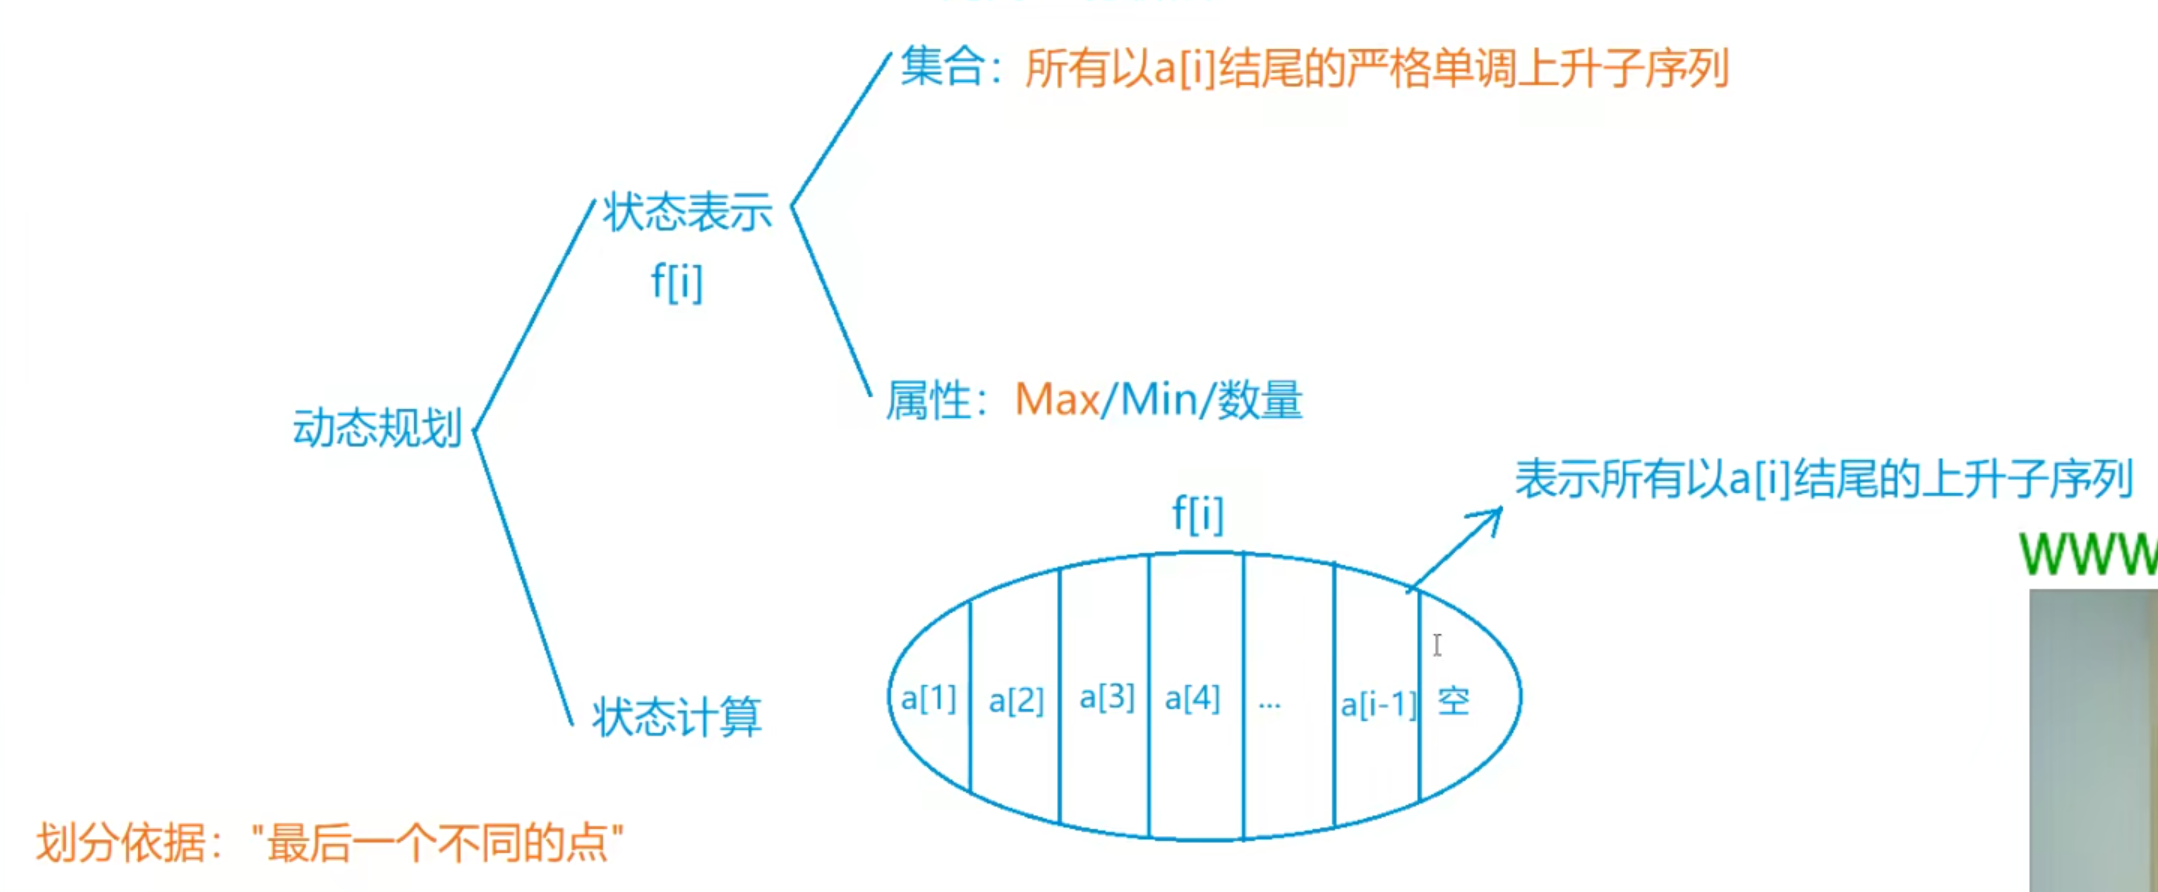 集合：所有以a[i]结尾的严格单调上升子序列
状态表示
f[i]
属性：Max/Min/数量
动态规划
表示所有以a[i]结尾的上升子序列
f[i]
WWW
a[1] a[2] a[3] a[4] ... a[i-1] 空
状态计算
划分依据："最后一个不同的点"